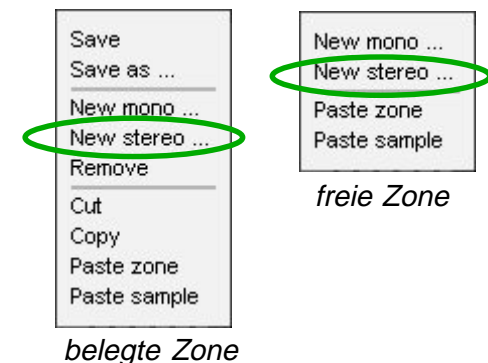 Save
Save as ...
New mono ...
New stereo ...
Remove
Cut
Copy
Paste zone
Paste sample
belegte Zone
New mono ...
New stereo ...
Paste zone
Paste sample
freie Zone